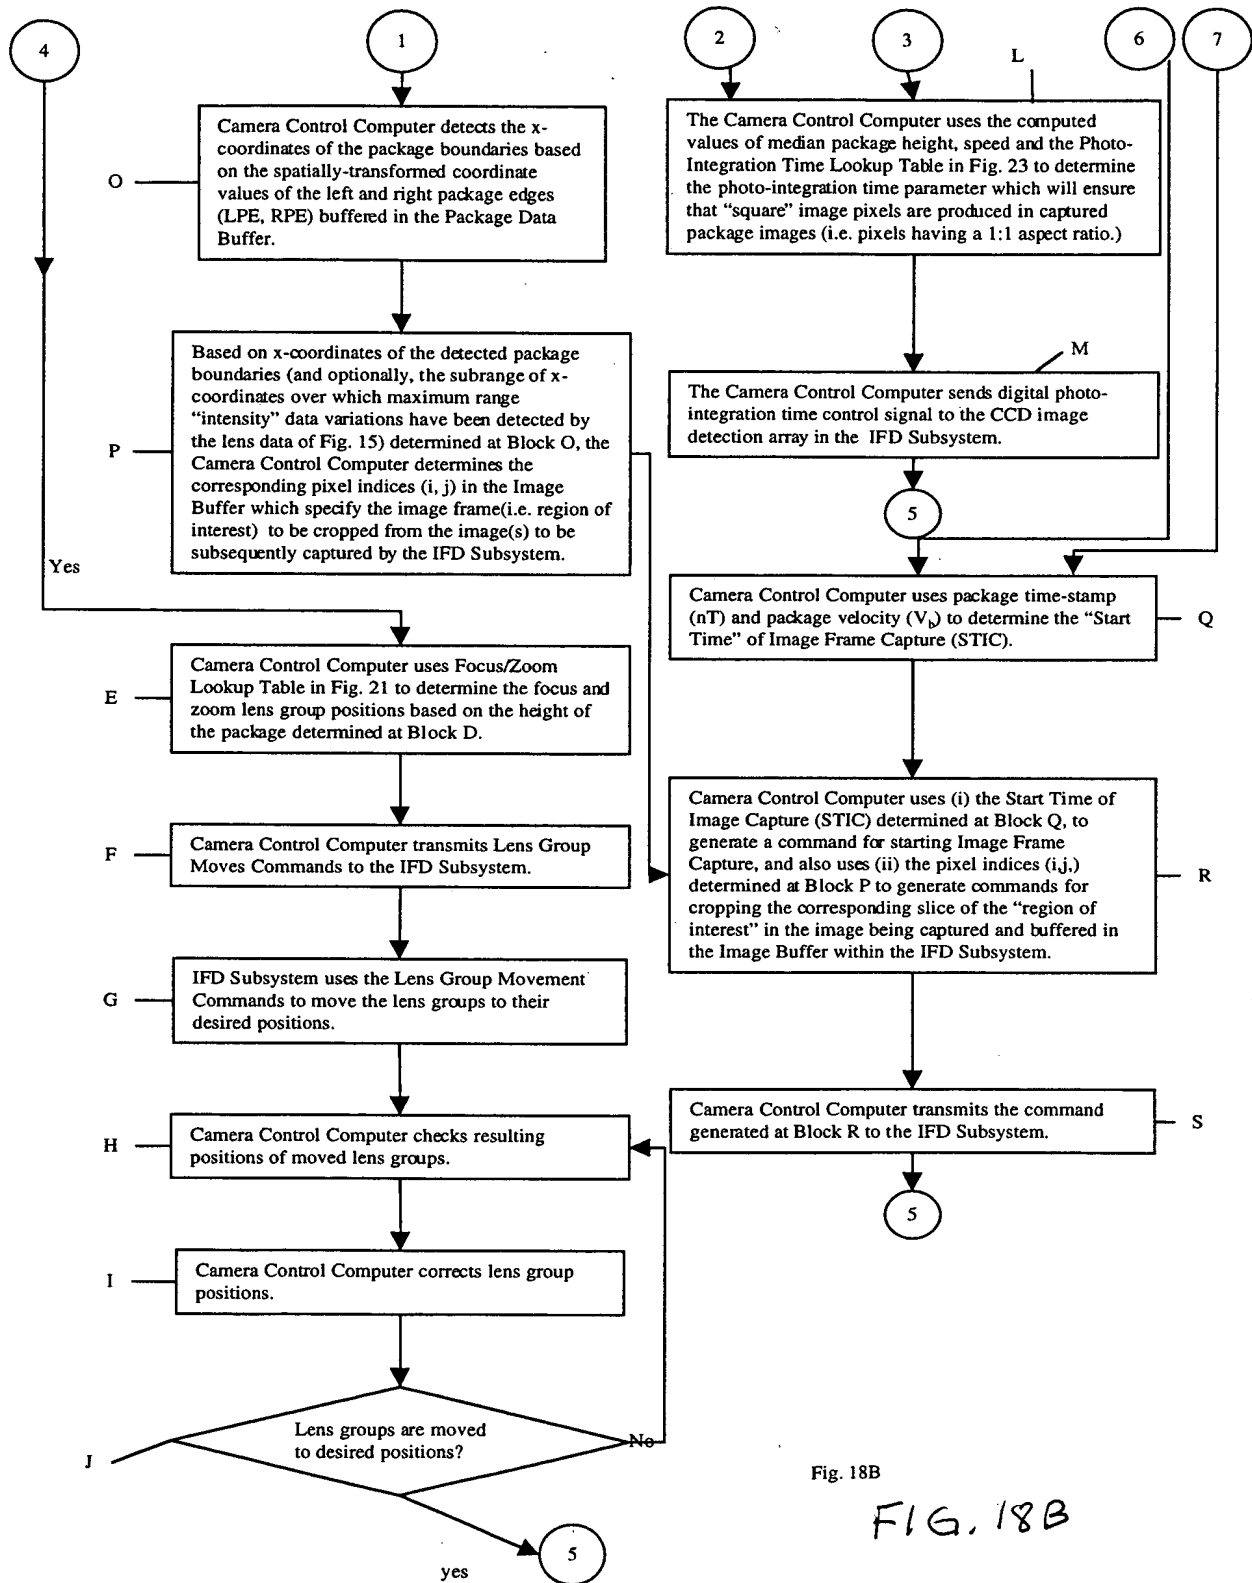 4
1
2
3
6
7
L
O
Camera Control Computer detects the x-
coordinates of the package boundaries based
on the spatially-transformed coordinate
values of the left and right package edges
(LPE, RPE) buffered in the Package Data
Buffer.
The Camera Control Computer uses the computed
values of median package height, speed and the Photo-
Integration Time Lookup Table in Fig. 23 to determine
the photo-integration time parameter which will ensure
that “square” image pixels are produced in captured
package images (i.e. pixels having a 1:1 aspect ratio.)
P
Based on x-coordinates of the detected package
boundaries (and optionally, the subrange of x-
coordinates over which maximum range
“intensity” data variations have been detected by
the lens data of Fig. 15) determined at Block O, the
Camera Control Computer determines the
corresponding pixel indices (i, j) in the Image
Buffer which specify the image frame(i.e. region of
interest) to be cropped from the image(s) to be
subsequently captured by the IFD Subsystem.
M
The Camera Control Computer sends digital photo-
integration time control signal to the CCD image
detection array in the IFD Subsystem.
5
Yes
Camera Control Computer uses package time-stamp
(nT) and package velocity (Vb) to determine the “Start
Time” of Image Frame Capture (STIC).
Q
E
Camera Control Computer uses Focus/Zoom
Lookup Table in Fig. 21 to determine the focus and
zoom lens group positions based on the height of
the package determined at Block D.
F
Camera Control Computer transmits Lens Group
Moves Commands to the IFD Subsystem.
Camera Control Computer uses (i) the Start Time of
Image Capture (STIC) determined at Block Q, to
generate a command for starting Image Frame
Capture, and also uses (ii) the pixel indices (i,j,)
determined at Block P to generate commands for
cropping the corresponding slice of the “region of
interest” in the image being captured and buffered in
the Image Buffer within the IFD Subsystem.
R
G
IFD Subsystem uses the Lens Group Movement
Commands to move the lens groups to their
desired positions.
H
Camera Control Computer checks resulting
positions of moved lens groups.
Camera Control Computer transmits the command
generated at Block R to the IFD Subsystem.
S
5
I
Camera Control Computer corrects lens group
positions.
J
Lens groups are moved
to desired positions?
No
yes
5
Fig. 18B
FIG. 18B